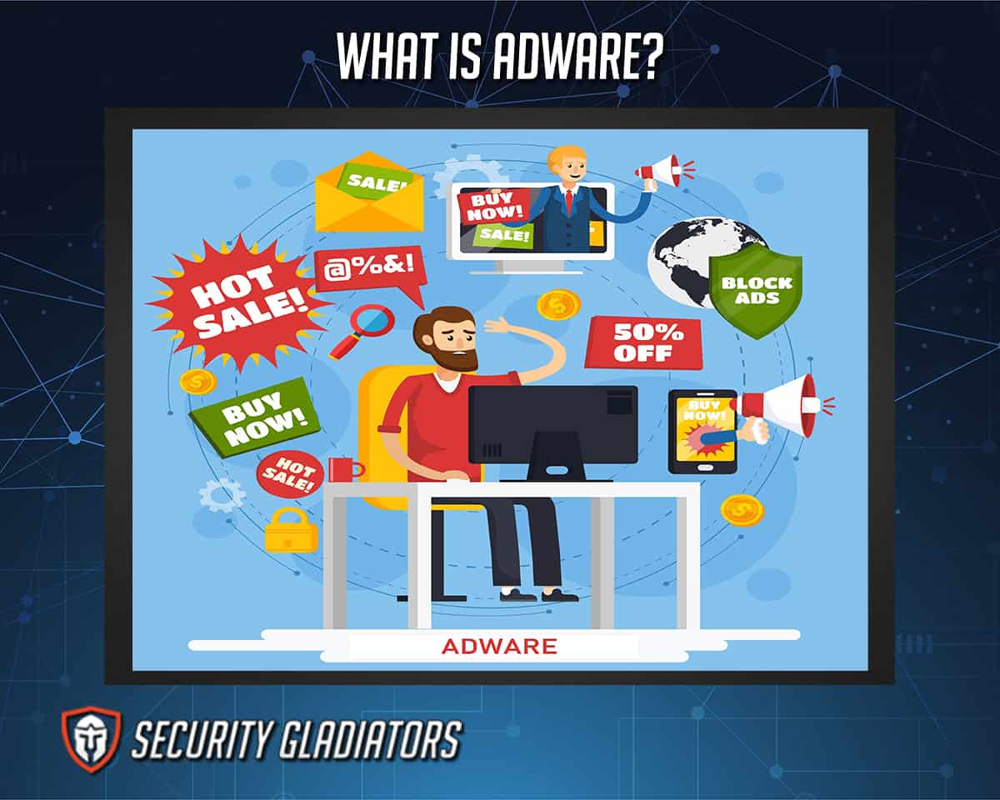 WHAT IS ADWARE?
SALE!
BUY
NOW!
SALE!
HOT
SALE!
@%&!
BLOCK
ADS
50%
OFF
BUY
NOW!
BUY
NOW!
HOT
SALE!
ADWARE
SECURITY GLADIATORS